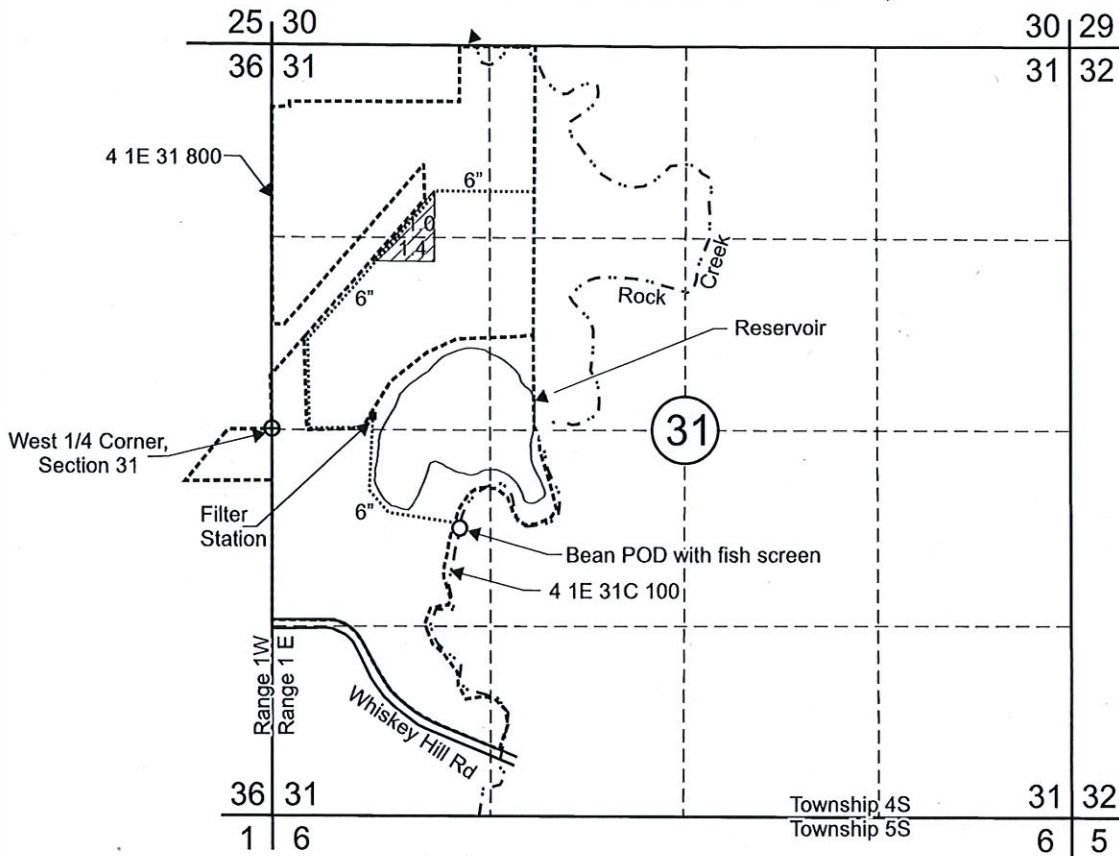 25 30
30 29
36 31
31 32
4 1E 31 800
6"
1.0
1.4
Creek
Rock
6"
Reservoir
31
West 1/4 Corner,
Section 31
Filter
Station
6"
Bean POD with fish screen
4 1E 31C 100
Range 1W
Range 1 E
Whiskey Hill Rd
36 31
Township 4S
31 32
1 6
Township 5S
6 5